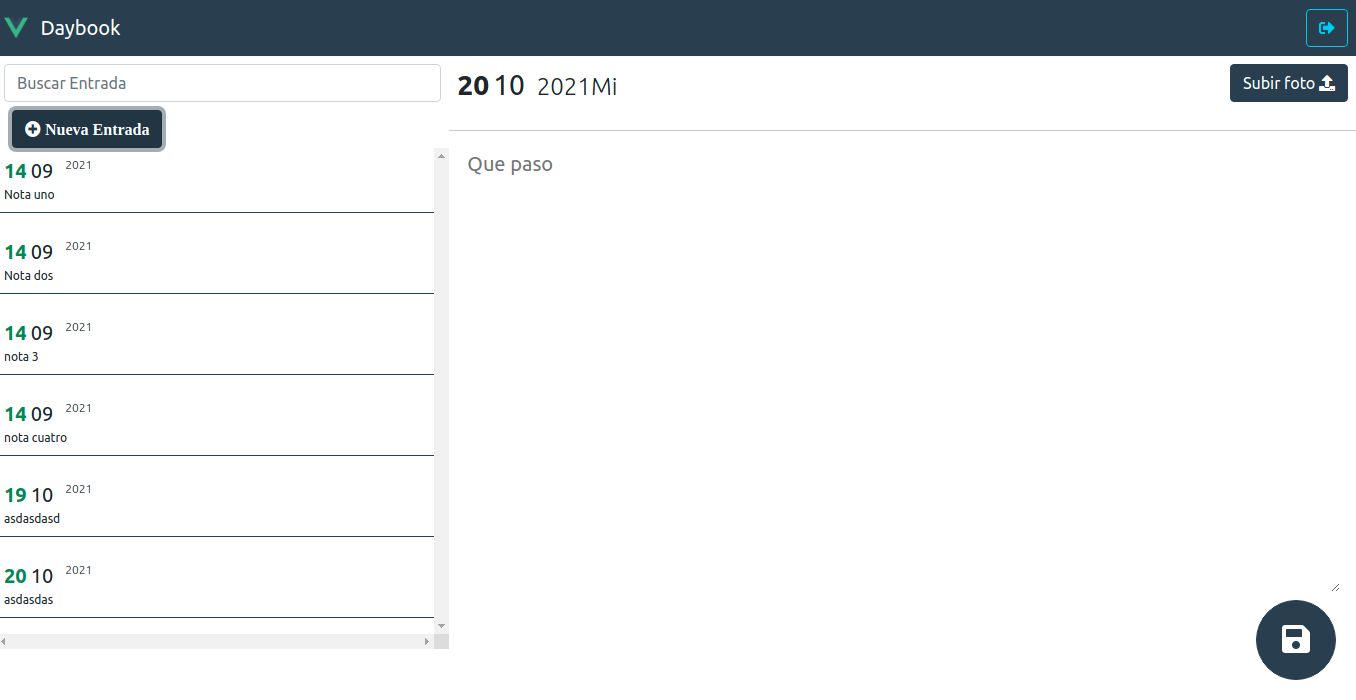 Daybook
Buscar Entrada
Nueva Entrada
14 09 2021
Nota uno
14 09 2021
Nota dos
14 09 2021
nota 3
14 09 2021
nota cuatro
19 10 2021
asdasdasd
20 10 2021
asdasdas
20 10 2021Mi
Subir foto
Que paso